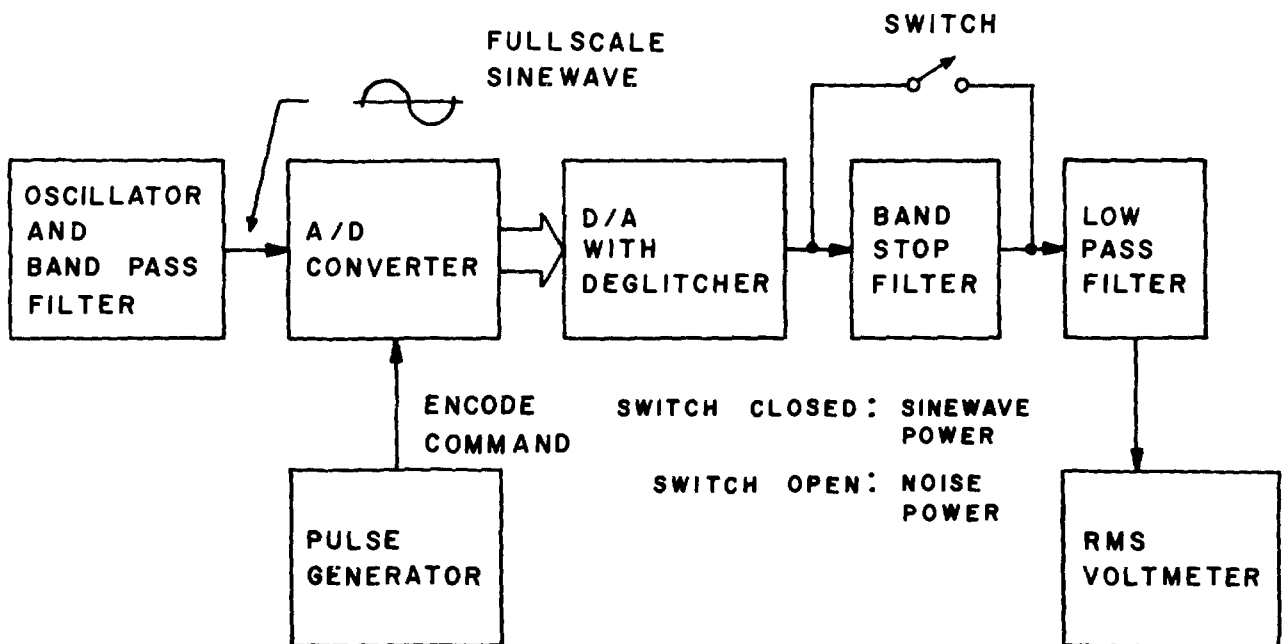 FULLSCALE
SINEWAVE
SWITCH
OSCILLATOR
AND
BAND PASS
FILTER
A/D
CONVERTER
D/A
WITH
DEGLITCHER
BAND
STOP
FILTER
LOW
PASS
FILTER
ENCODE
COMMAND
SWITCH CLOSED: SINEWAVE
POWER
SWITCH OPEN: NOISE
POWER
PULSE
GENERATOR
RMS
VOLTMETER